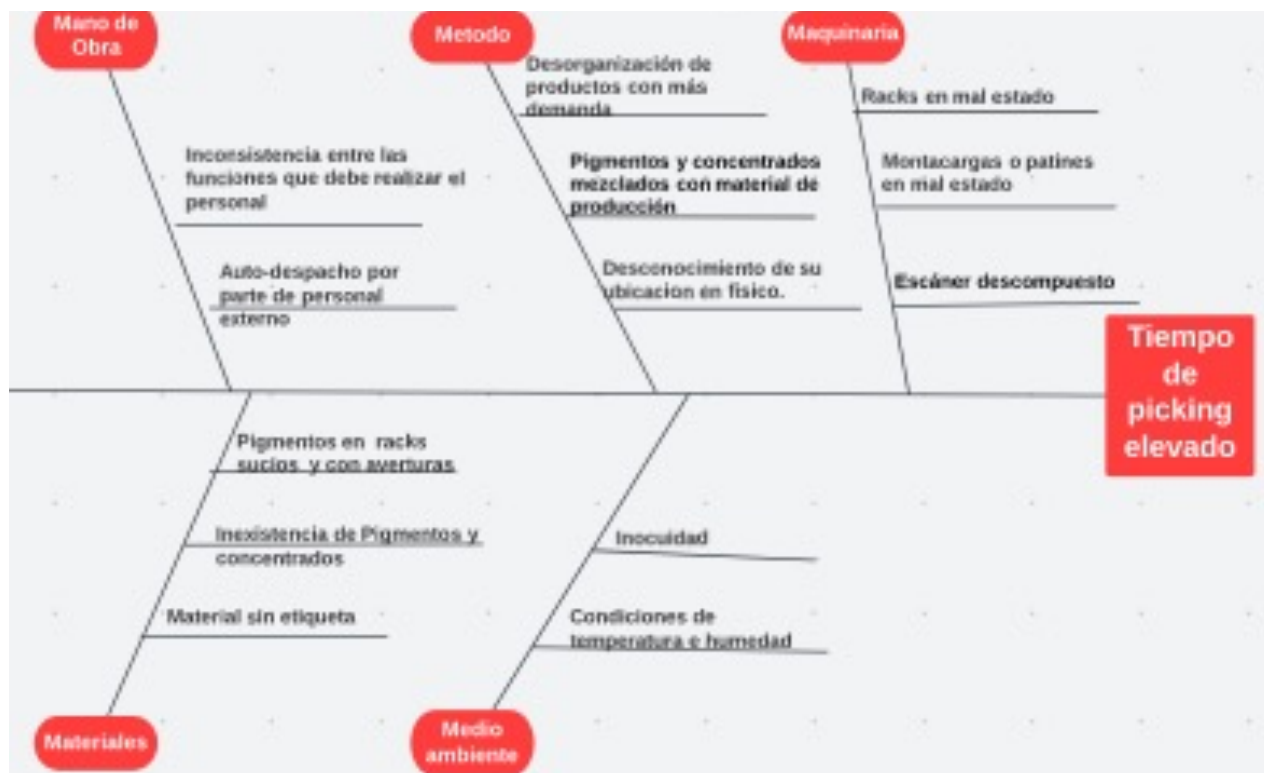 Mano de
Obra
Metodo
Maquinaria
Desorganización de
productos con más
demanda
Racks en mal estado
Inconsistencia entre las
funciones que debe realizar el
personal
Pigmentos y concentrados
mezclados con material de
producción
Montacargas o patines
en mal estado
Auto-despacho por
parte de personal
externo
Desconocimiento de su
ubicacion en fisico.
Escáner descompuesto
Tiempo
de
picking
elevado
Pigmentos en racks
sucios y con averturas
Inexistencia de Pigmentos y
concentrados
Inocuidad
Material sin etiqueta
Condiciones de
temperatura e humedad
Materiales
Medio
ambiente